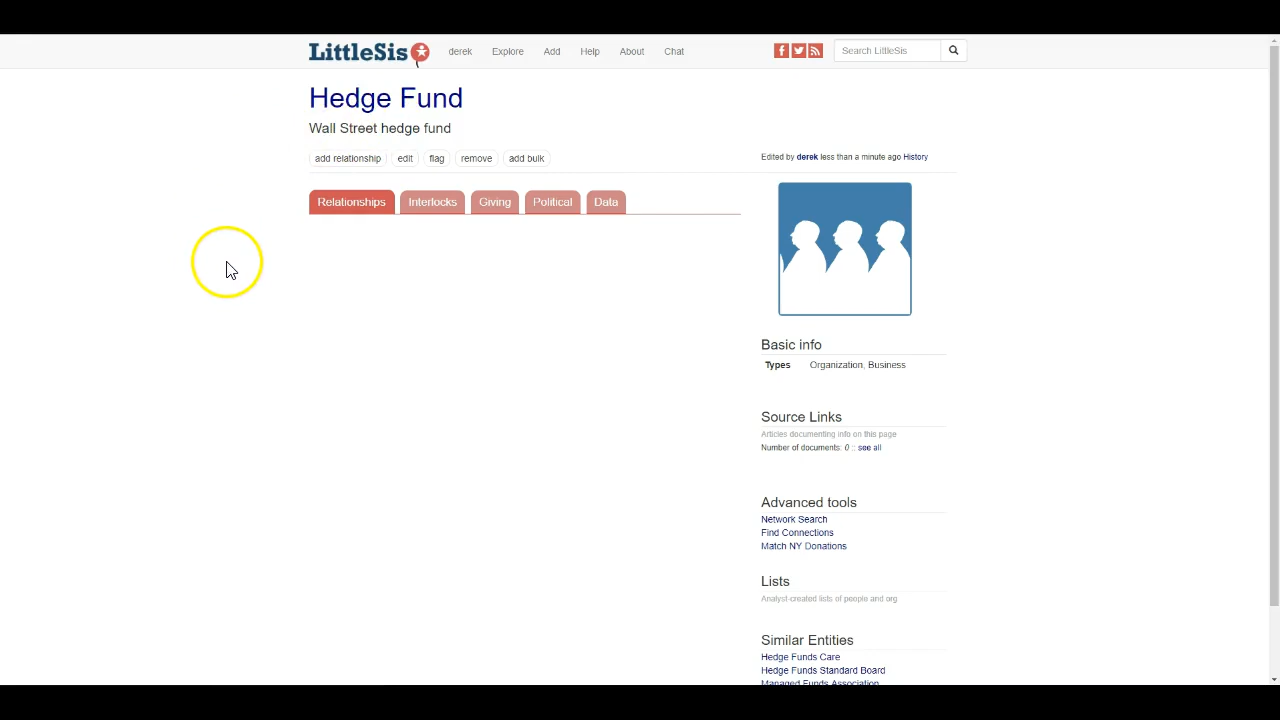 LittleSis derek Explore Add Help About Chat Search LittleSis
Hedge Fund
Wall Street hedge fund
add relationship edit flag remove add bulk
Edited by derek less than a minute ago History
Relationships Interlocks Giving Political Data
Basic info
Types Organization, Business
Source Links
Articles documenting info on this page
Number of documents: 0 :: see all
Advanced tools
Network Search
Find Connections
Match NY Donations
Lists
Analyst-created lists of people and org
Similar Entities
Hedge Funds Care
Hedge Funds Standard Board
Managed Funds Association